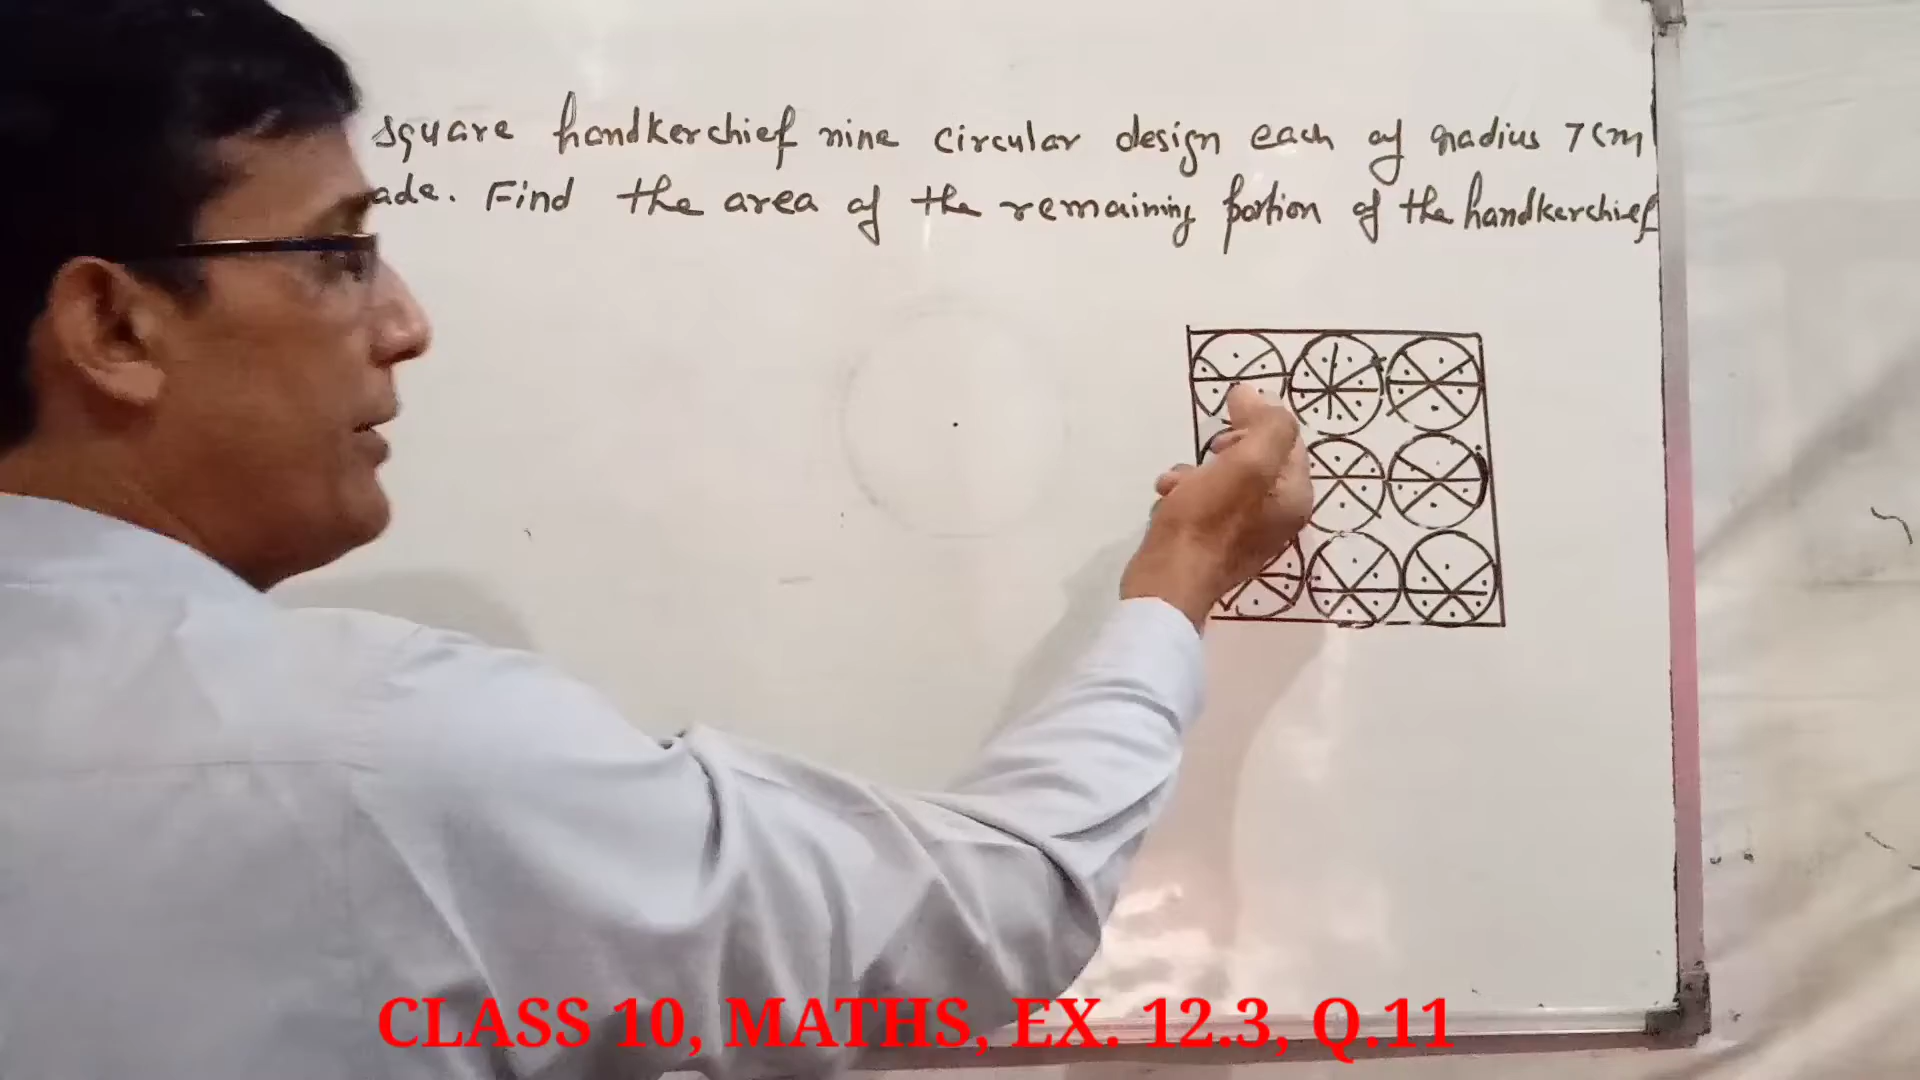 square handkerchief nine circular design each of radius 7cm
ade. Find the area of the remaining portion of the handkerchief
CLASS 10, MATHS, EX. 12.3, Q.11